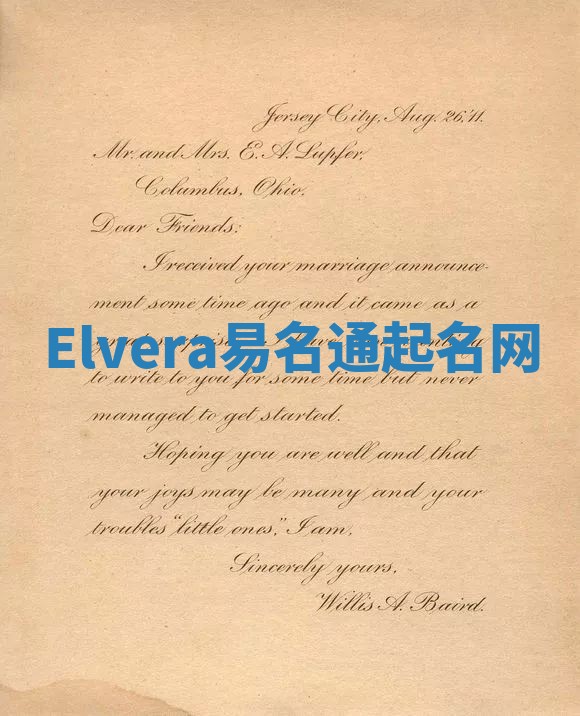 Jersey City, Aug. 26, '11.
Mr. and Mrs. E. A. Lupfer,
Columbus, Ohio.
Dear Friends:
I received your marriage announce-
ment some time ago and it came as a
Elvera易名通起名网
to write to you for some time but never
managed to get started.
Hoping you are well and that
your joys may be many and your
troubles "little ones," I am,
Sincerely yours,
Willis A. Baird.